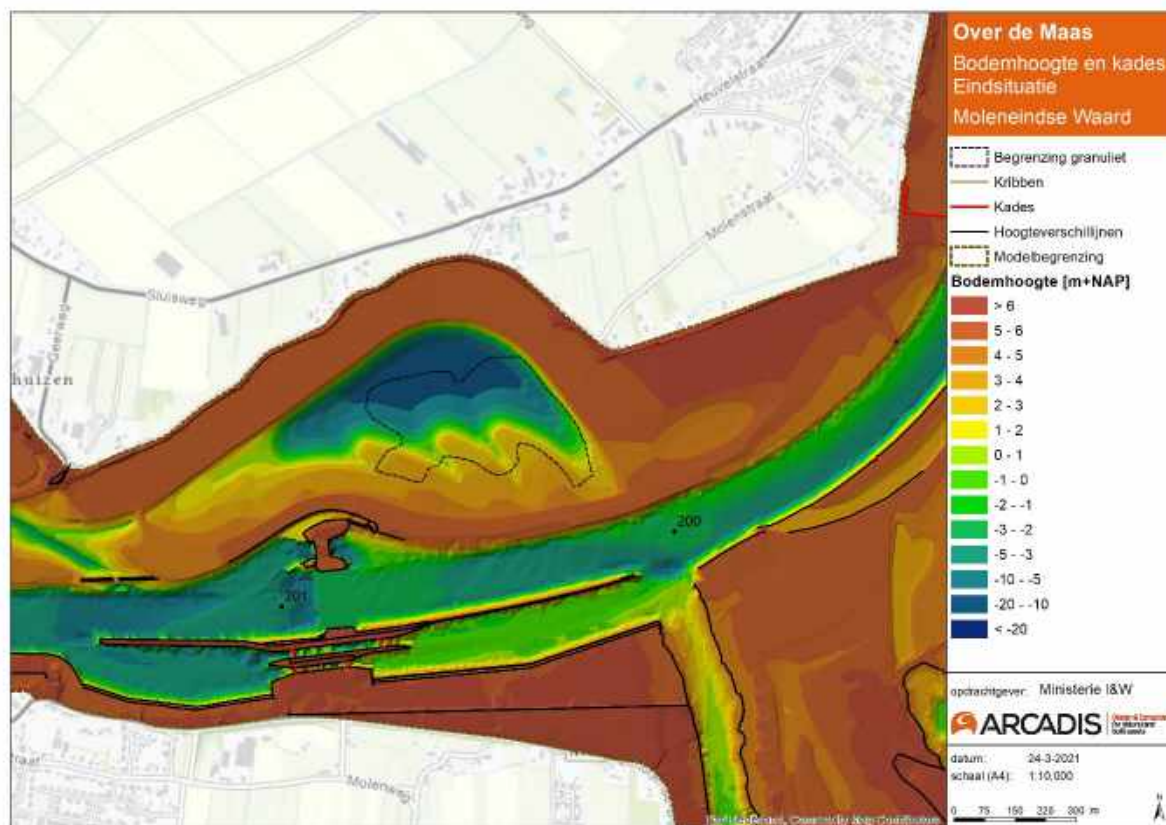 Over de Maas
Bodemhoogte en kades
Eindsituatie
Moleneindse Waard
Begrenzing granuliet
Kribben
Kades
Hoogteverschillijnen
Modelbegrenzing
Bodemhoogte [m+NAP]
> 6
5 - 6
4 - 5
3 - 4
2 - 3
1 - 2
0 - 1
-1 - 0
-2 - -1
-3 - -2
-5 - -3
-10 - -5
-20 - -10
< -20
opdrachtgever: Ministerie I&W
ARCADIS
datum: 24-3-2021
schaal (A4): 1:10,000
0 75 150 225 300 m
N
Heuvelstraat
Molenstraat
Sluisweg
huizen
200
201
Molenweg